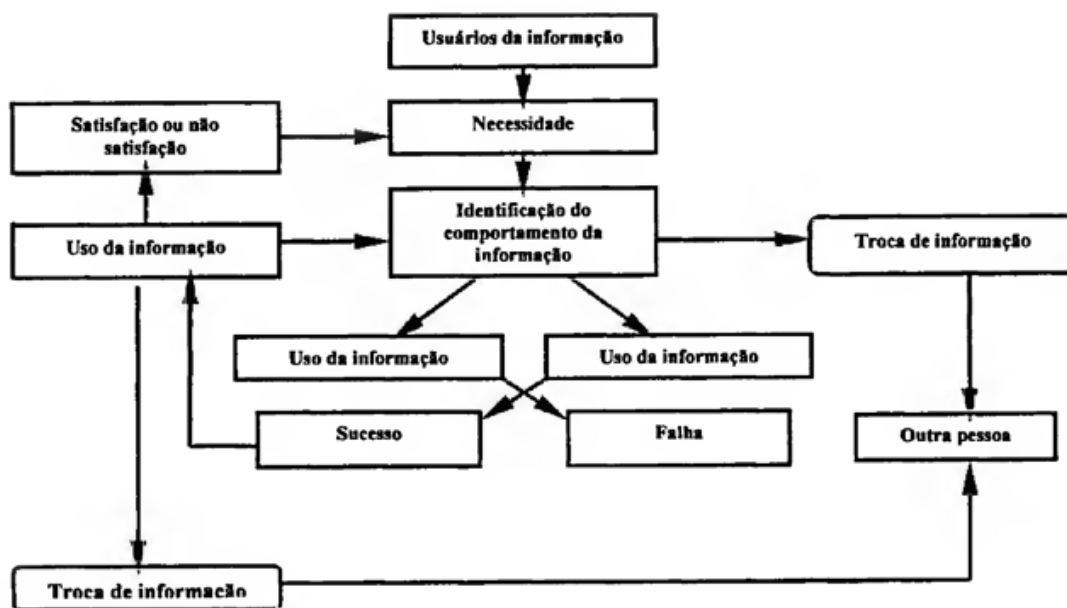 Usuários da informação
Satisfação ou não
satisfação
Necessidade
Uso da informação
Identificação do
comportamento da
informação
Troca de informação
Uso da informação
Uso da informação
Sucesso
Falha
Outra pessoa
Troca de informacão